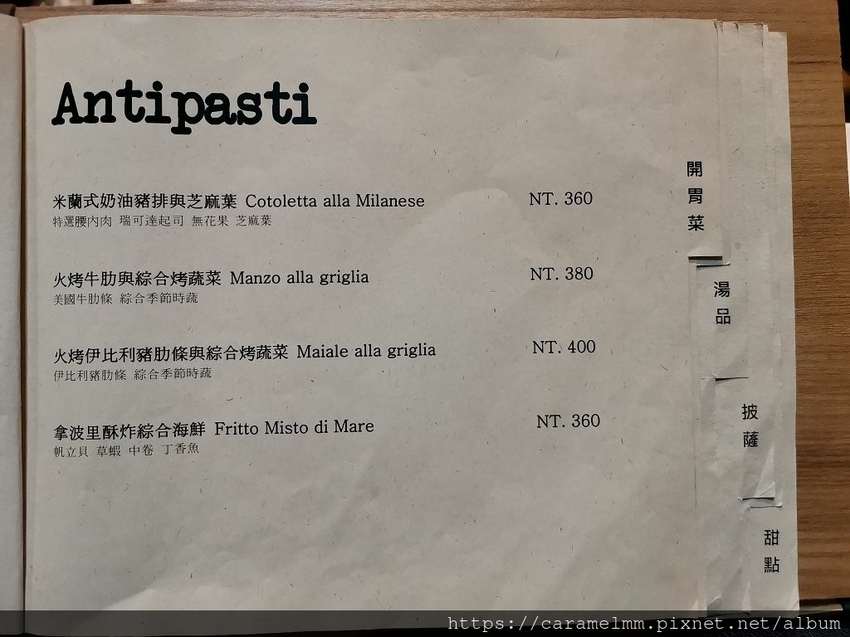 Antipasti
米蘭式奶油豬排與芝麻葉 Cotoletta alla Milanese NT. 360
特選腰內肉 瑞可達起司 無花果 芝麻葉
火烤牛肋與綜合烤蔬菜 Manzo alla griglia NT. 380
美國牛肋條 綜合季節時蔬
火烤伊比利豬肋條與綜合烤蔬菜 Maiale alla griglia NT. 400
伊比利豬肋條 綜合季節時蔬
拿波里酥炸綜合海鮮 Fritto Misto di Mare NT. 360
帆立貝 草蝦 中卷 丁香魚
開胃菜
湯品
披薩
甜點
https://caramelmm.pixnet.net/album